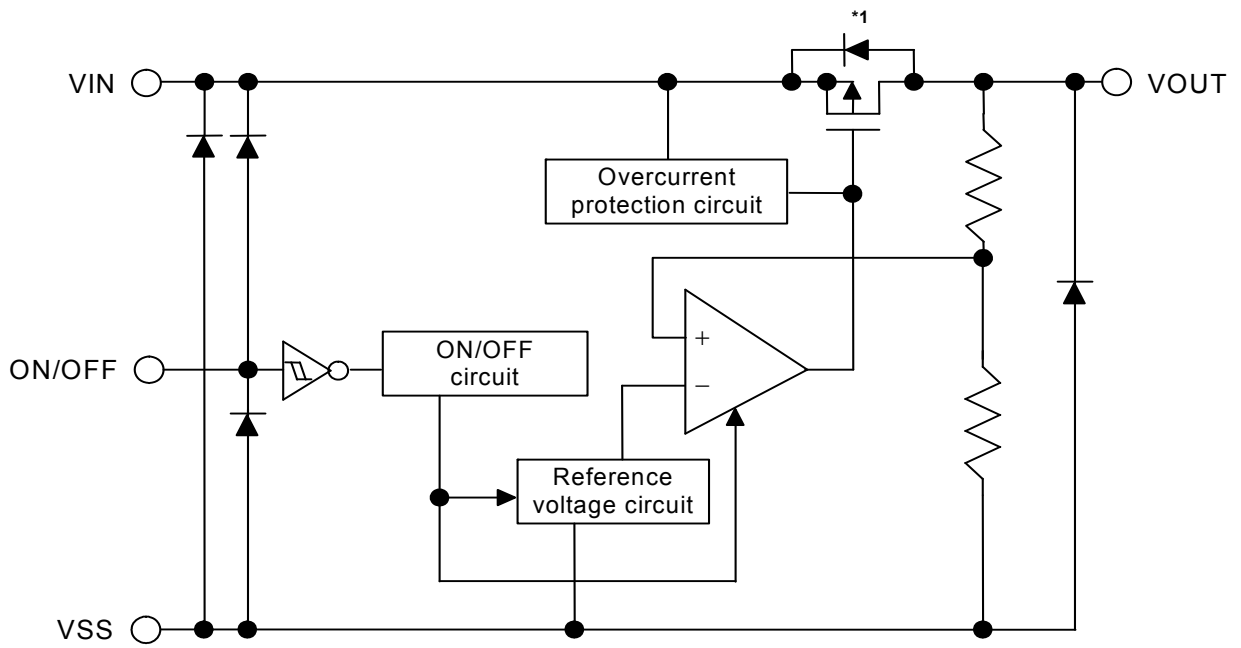 *1
VIN
VOUT
Overcurrent
protection circuit
ON/OFF
ON/OFF
circuit
+
−
Reference
voltage circuit
VSS